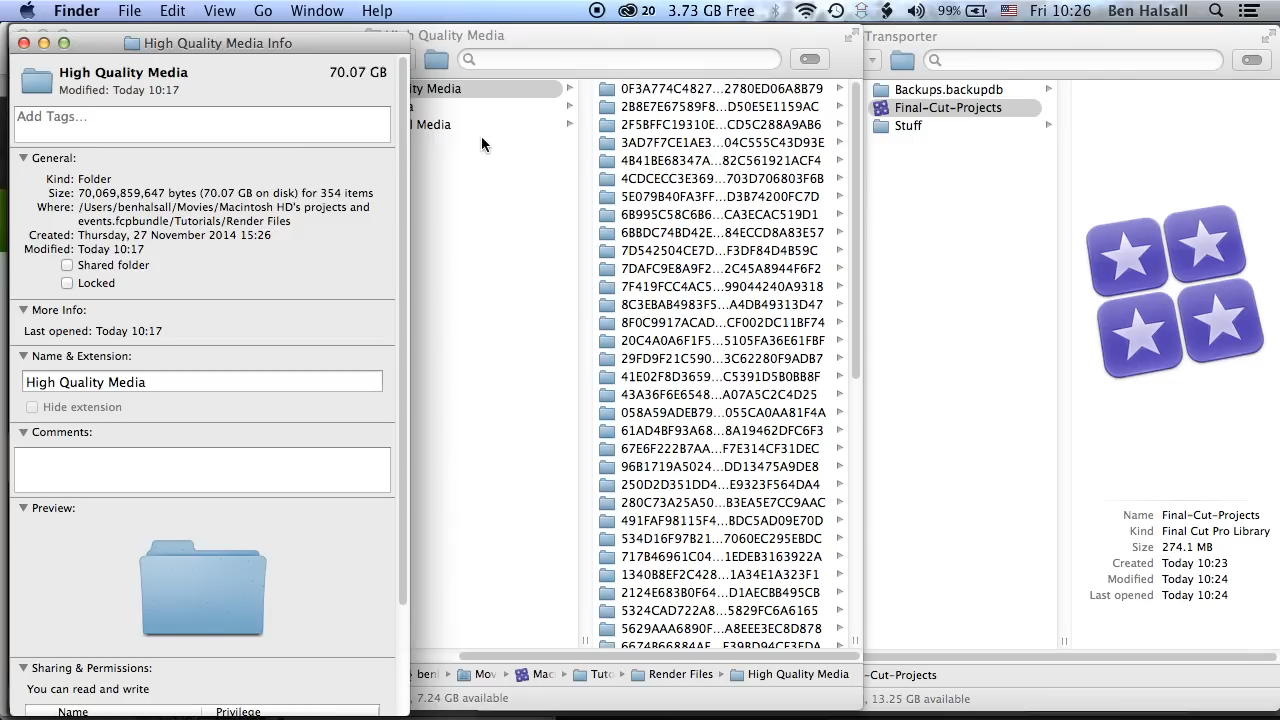 Finder File Edit View Go Window Help 20 3.73 GB Free 99% Fri 10:26 Ben Halsall
High Quality Media Info
High Quality Media 70.07 GB
Modified: Today 10:17
Add Tags...
General:
Kind: Folder
Size: 70,069,859,647 bytes (70.07 GB on disk) for 354 items
Where: /Users/benhalsall/Movies/Macintosh HD's projects and
events.fcpbundle/Tutorials/Render Files
Created: Thursday, 27 November 2014 15:26
Modified: Today 10:17
Shared folder
Locked
More Info:
Last opened: Today 10:17
Name & Extension:
High Quality Media
Hide extension
Comments:
Preview:
Sharing & Permissions:
You can read and write
Name Privilege
gh Quality Media
ity Media
a
l Media
0F3A774C4827...2780ED06A8B79
2B8E7E67589F8...D50E5E1159AC
2F5BFFC19310E...CD5C288A9AB6
3AD7F7CE1AE3...04C555C43D93E
4B41BE68347A...82C561921ACF4
4CDCECC3E369...703D706803F6B
5E079B40FA3FF...D3B74200FC7D
6B995C58C6B6...CA3ECAC519D1
6BBDC74BD42E...84ECCD8A83E57
7D542504CE7D...F3DF84D4B59C
7DAFC9E8A9F2...2C45A8944F6F2
7F419FCC4AC5...99044240A9318
8C3EBAB4983F5...A4DB49313D47
8F0C9917ACAD...CF002DC11BF74
20C4A0A6F1F5...5105FA36E61FBF
29FD9F21C590...3C62280F9ADB7
41E02F8D3659...C5391D5B0BB8F
43A36F6E6548...A07A5C2C4D25
058A59ADEB79...055CA0AA81F4A
61AD4BF93A68...8A19462DFC6F3
67E6F222B7AA...F7E314CF31DEC
96B1719A5024...DD13475A9DE8
250D2D351DD4...E9323F564DA4
280C73A25A50...B3EA5E7CC9AAC
491FAF98115F4...BDC5AD09E70D
534D16F97B21...7060EC295EBDC
717B46961C04...1EDEB3163922A
1340B8EF2C428...1A34E1A323F1
2124E683B0F64...D1AECBB495CB
5324CAD722A8...5829FC6A6165
5629AAA6890F...A8EEE3EC8D878
6674B66884AE...F39434CF3FDA
ben Mov Mac Tuto Render Files High Quality Media
7.24 GB available
Transporter
Backups.backupdb
Final-Cut-Projects
Stuff
Name Final-Cut-Projects
Kind Final Cut Pro Library
Size 274.1 MB
Created Today 10:23
Modified Today 10:24
Last opened Today 10:24
-Cut-Projects
13.25 GB available